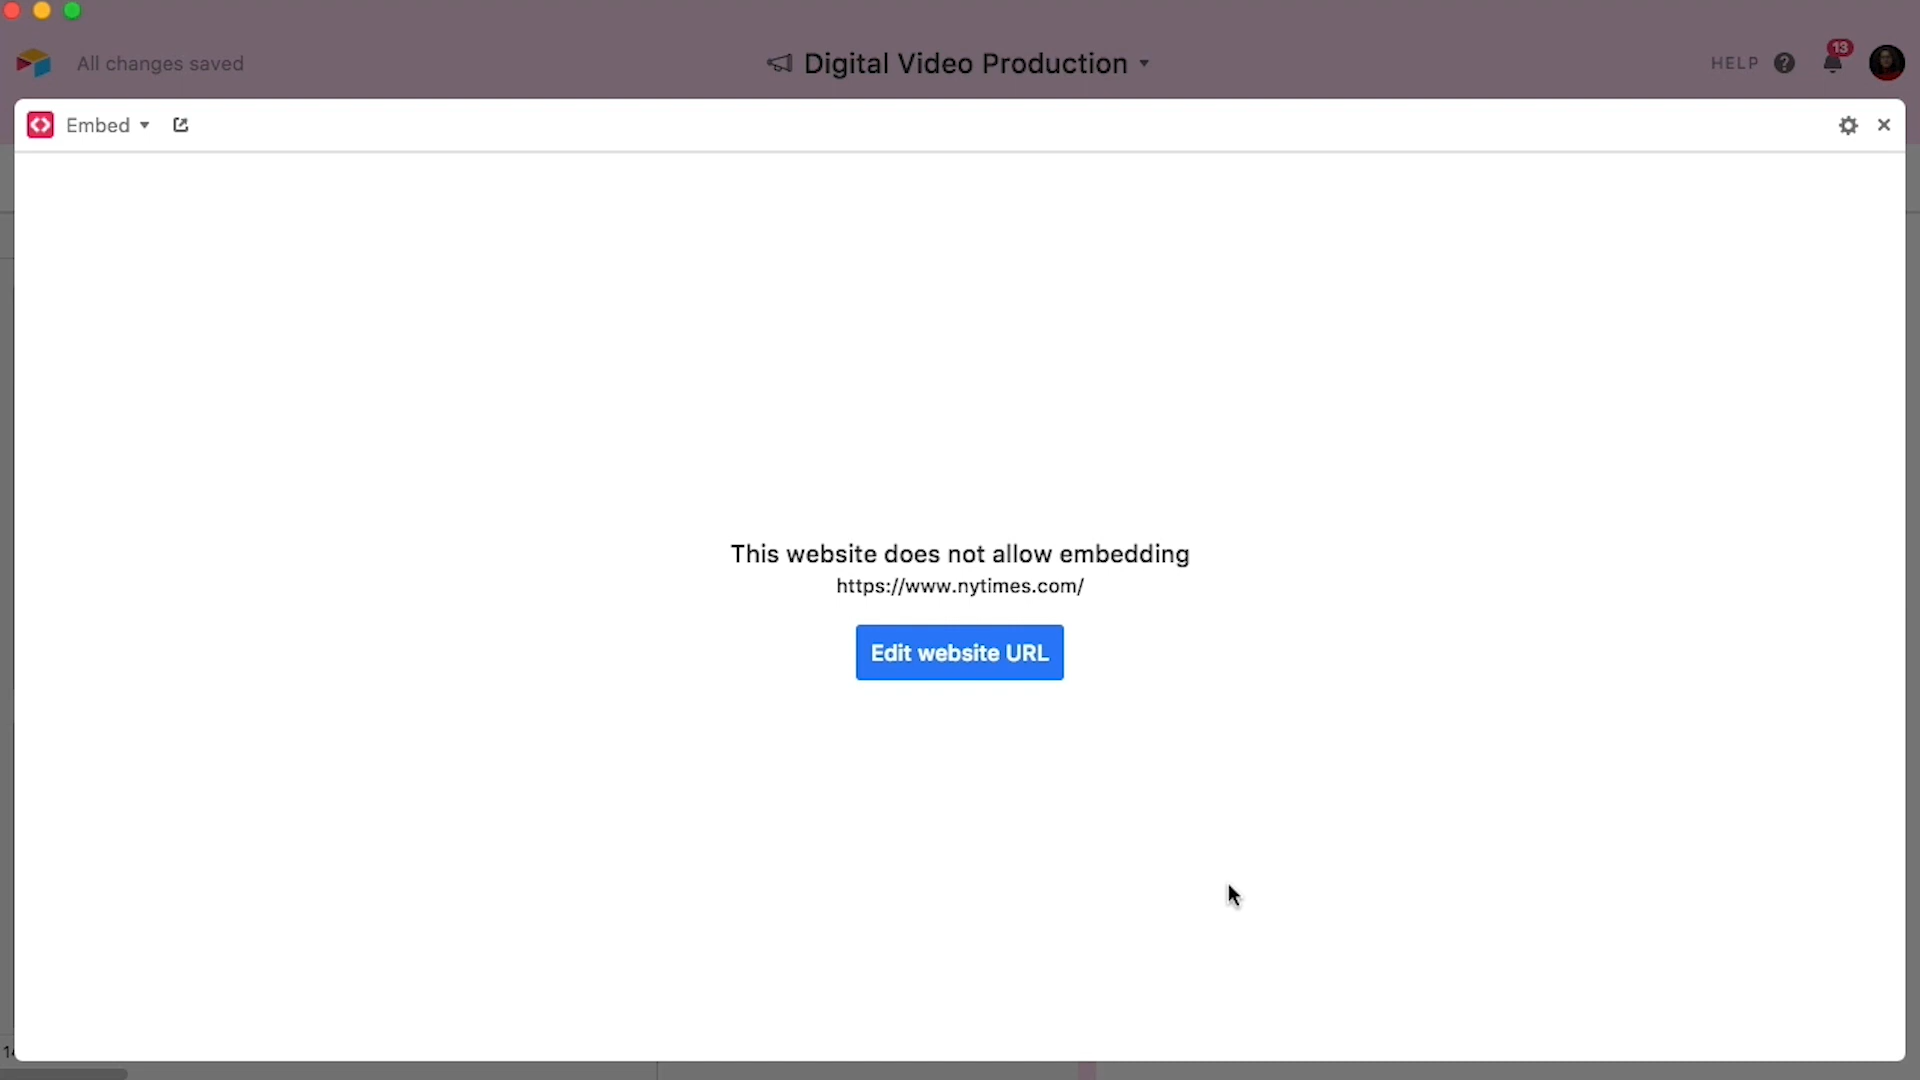 All changes saved
Digital Video Production
HELP
13
Embed
This website does not allow embedding
https://www.nytimes.com/
Edit website URL